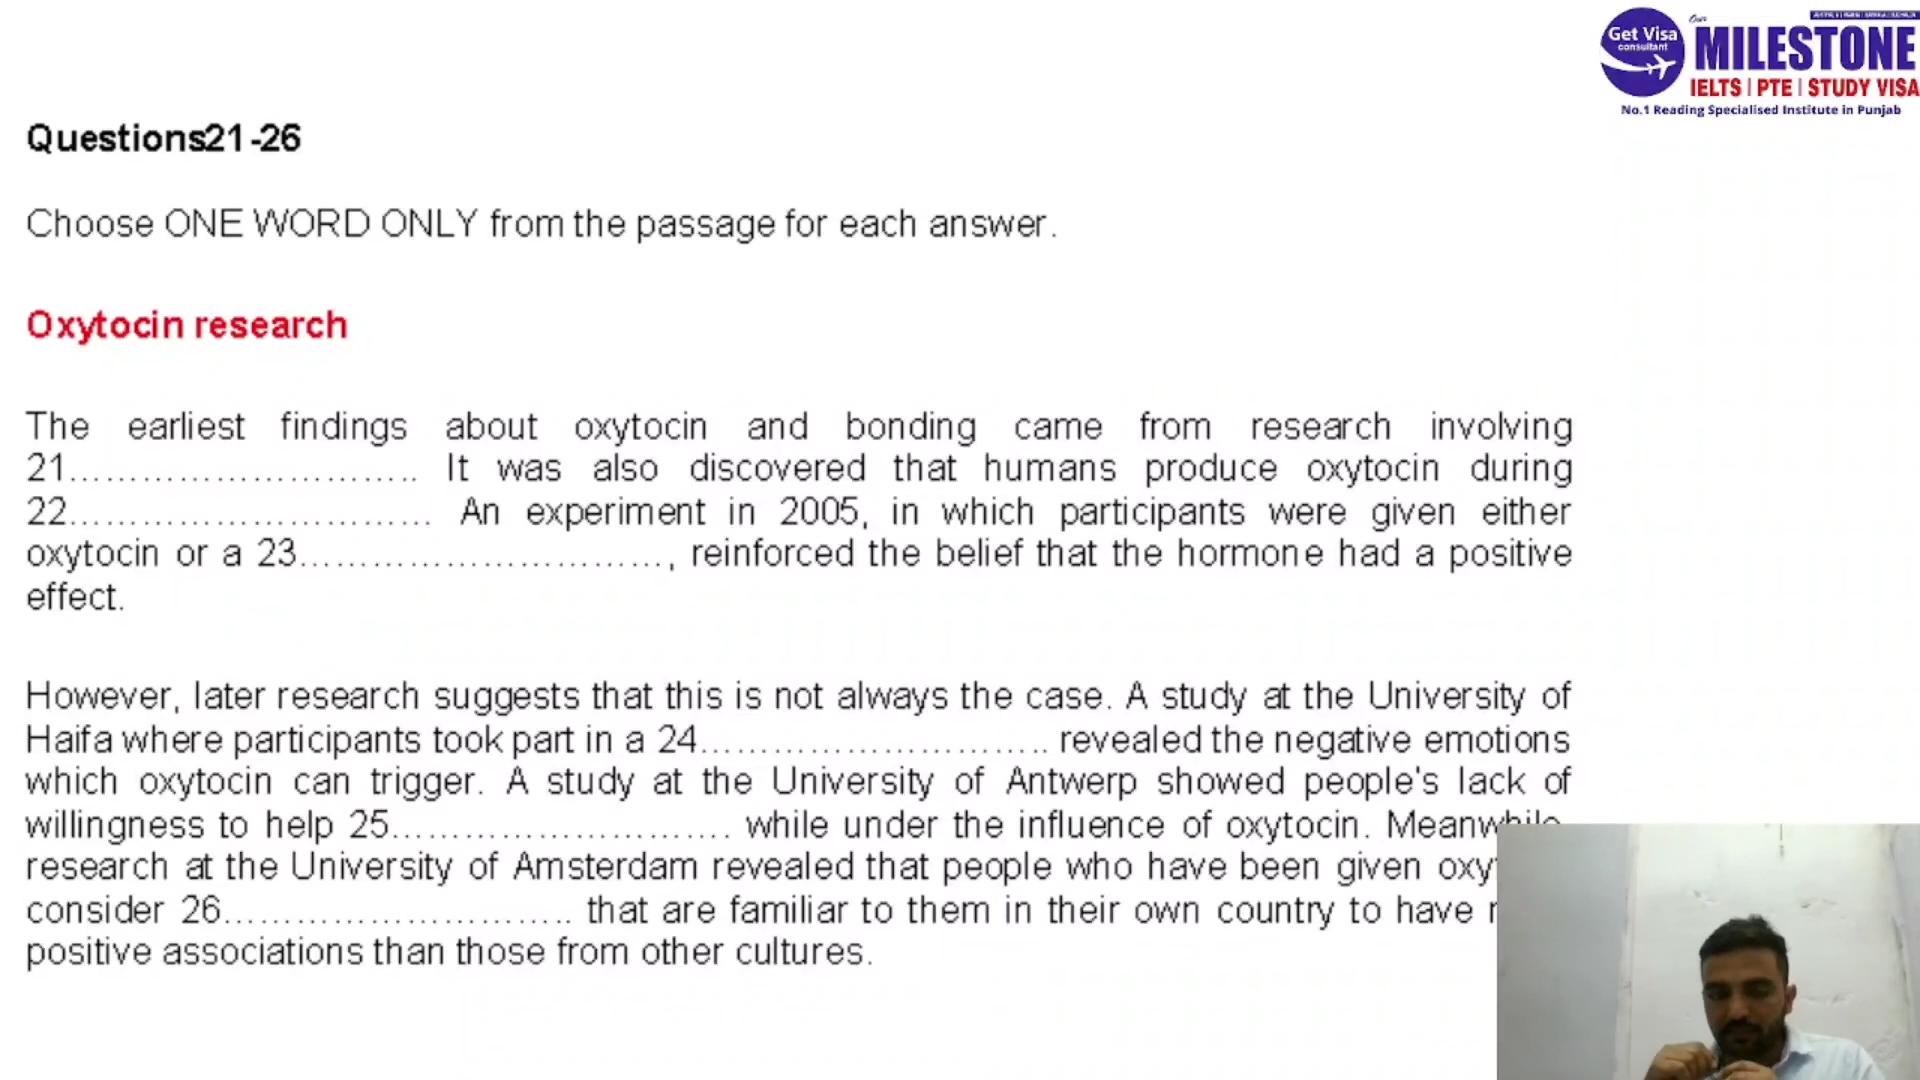 Get Visa
consultant
Our
MILESTONE
IELTS | PTE | STUDY VISA
No.1 Reading Specialised Institute in Punjab
Questions21-26
Choose ONE WORD ONLY from the passage for each answer.
Oxytocin research
The earliest findings about oxytocin and bonding came from research involving
21................................ It was also discovered that humans produce oxytocin during
22................................. An experiment in 2005, in which participants were given either
oxytocin or a 23................................., reinforced the belief that the hormone had a positive
effect.
However, later research suggests that this is not always the case. A study at the University of
Haifa where participants took part in a 24................................ revealed the negative emotions
which oxytocin can trigger. A study at the University of Antwerp showed people's lack of
willingness to help 25............................... while under the influence of oxytocin. Meanwhile,
research at the University of Amsterdam revealed that people who have been given oxy
consider 26................................ that are familiar to them in their own country to have
positive associations than those from other cultures.